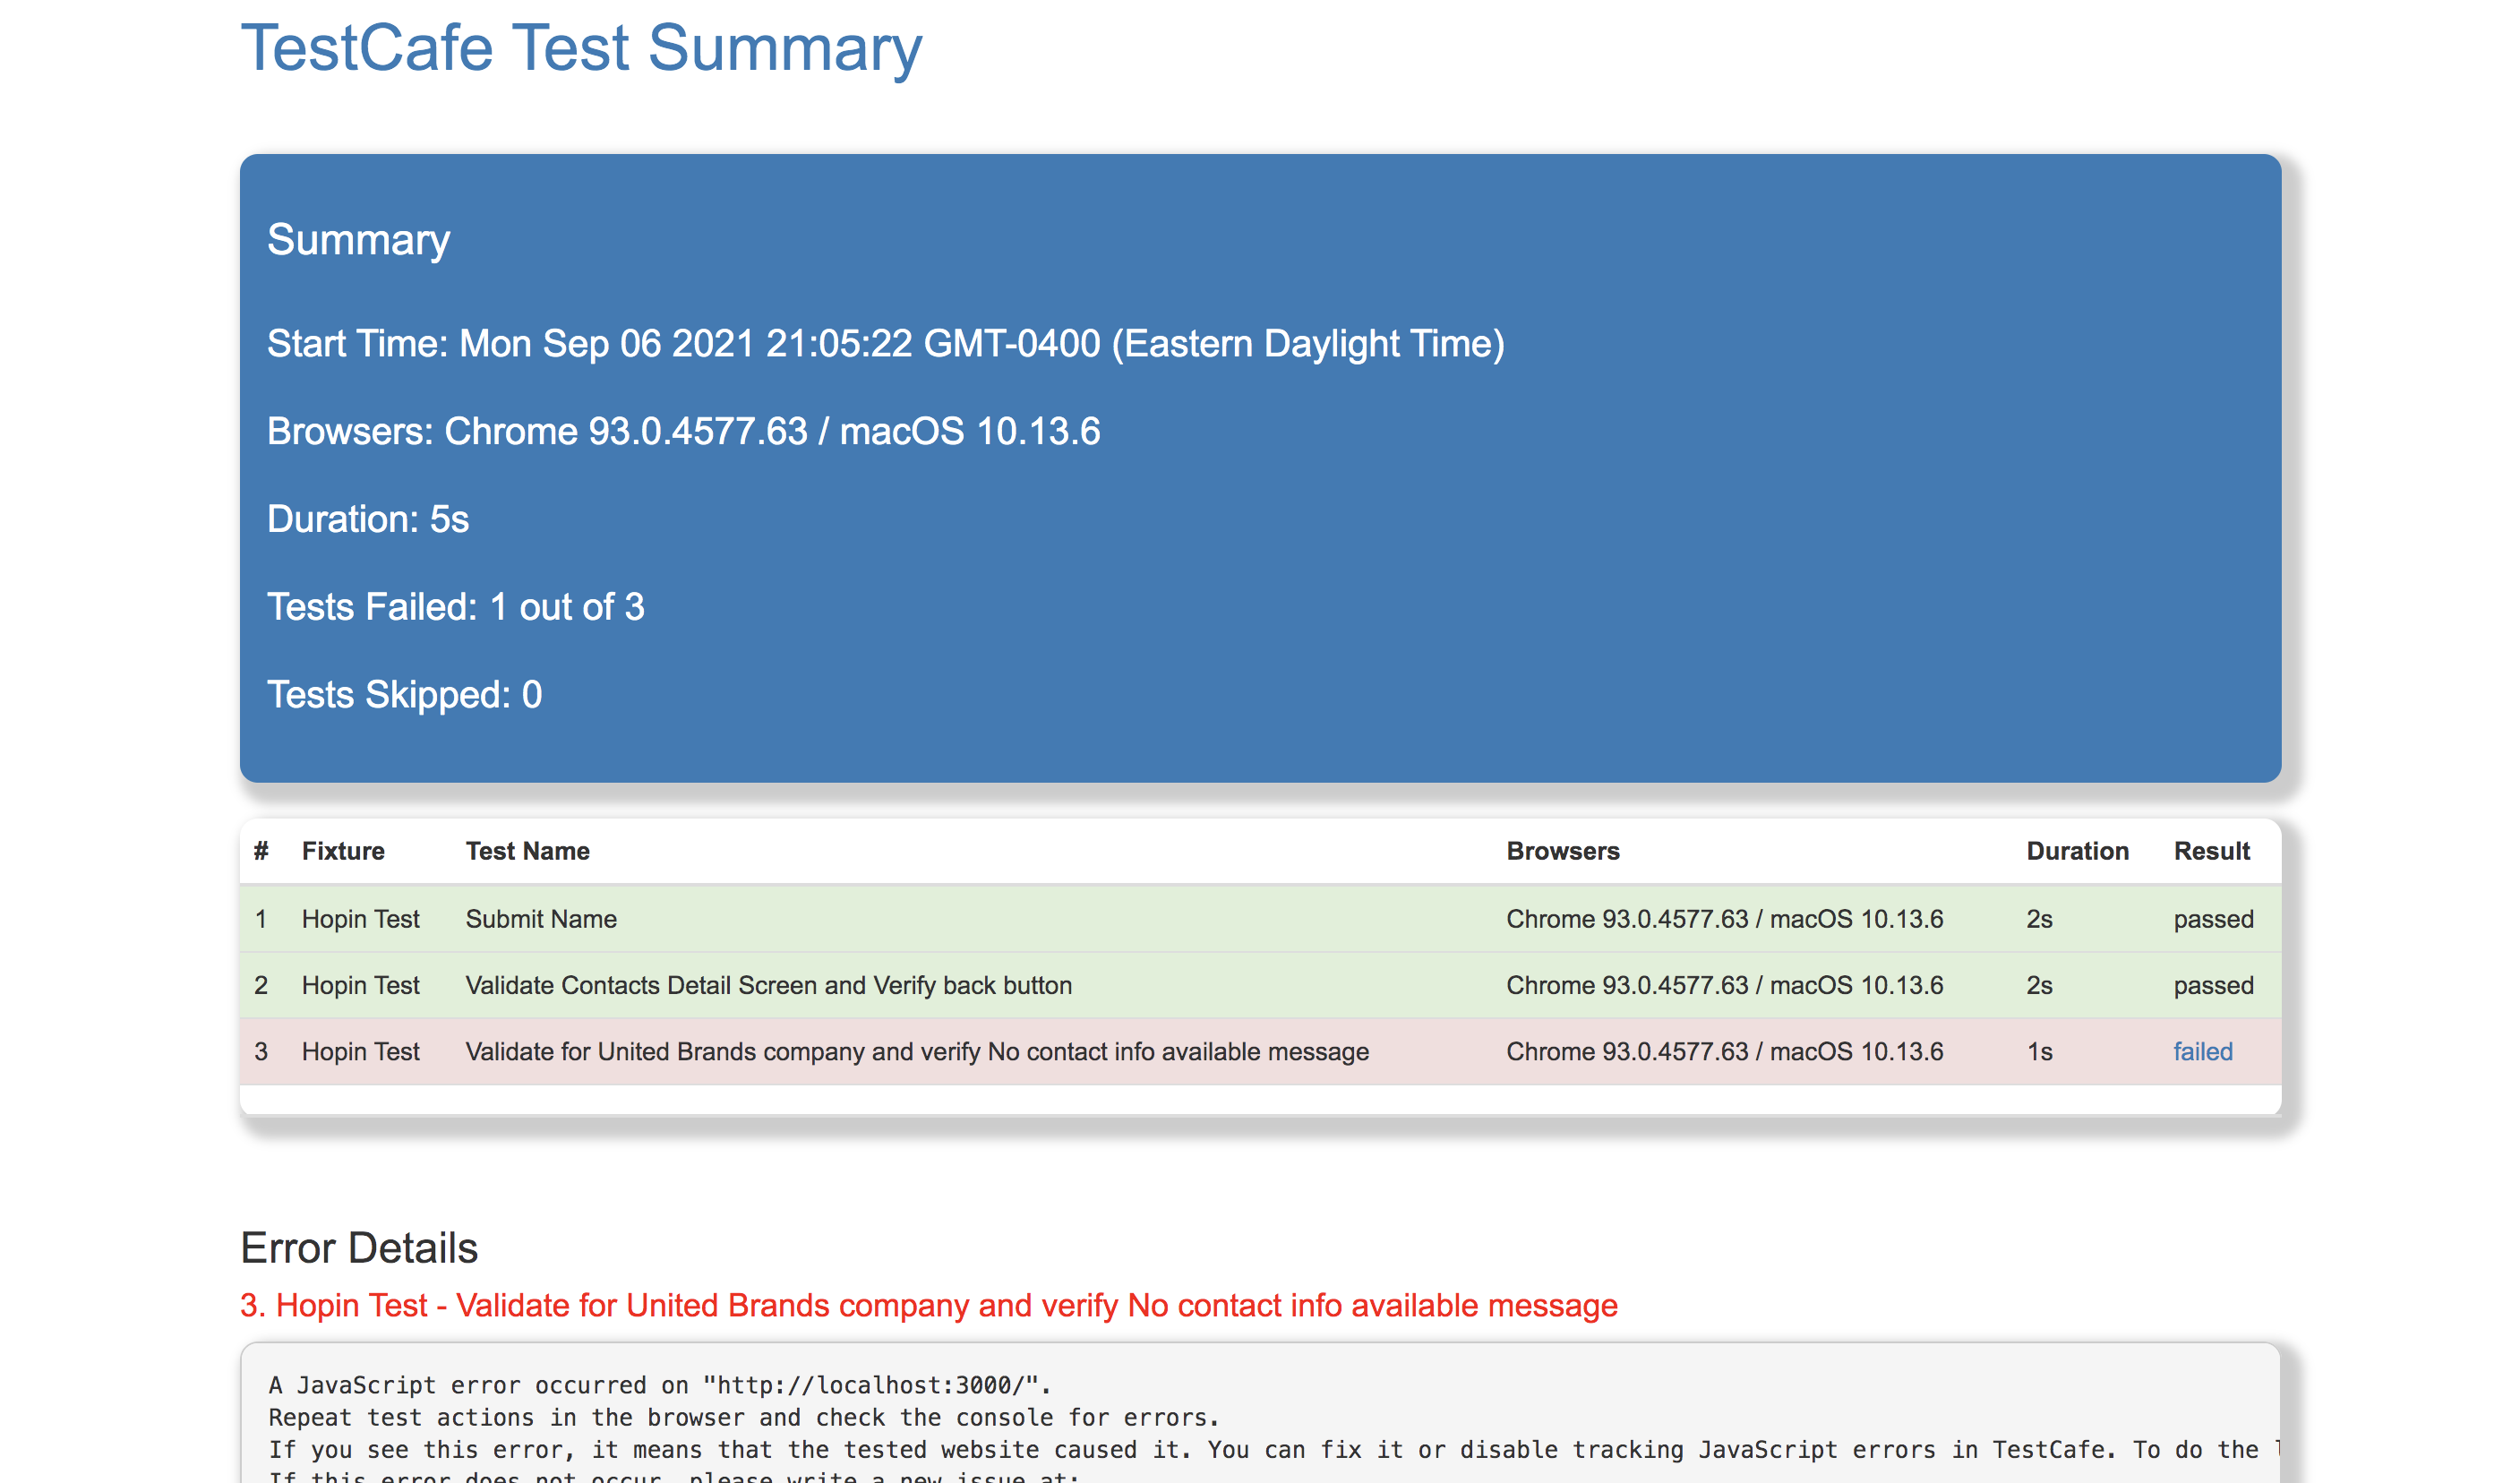 TestCafe Test Summary
Summary
Start Time: Mon Sep 06 2021 21:05:22 GMT-0400 (Eastern Daylight Time)
Browsers: Chrome 93.0.4577.63 / macOS 10.13.6
Duration: 5s
Tests Failed: 1 out of 3
Tests Skipped: 0
# Fixture Test Name Browsers Duration Result
1 Hopin Test Submit Name Chrome 93.0.4577.63 / macOS 10.13.6 2s passed
2 Hopin Test Validate Contacts Detail Screen and Verify back button Chrome 93.0.4577.63 / macOS 10.13.6 2s passed
3 Hopin Test Validate for United Brands company and verify No contact info available message Chrome 93.0.4577.63 / macOS 10.13.6 1s failed
Error Details
3. Hopin Test - Validate for United Brands company and verify No contact info available message
A JavaScript error occurred on "http://localhost:3000/".
Repeat test actions in the browser and check the console for errors.
If you see this error, it means that the tested website caused it. You can fix it or disable tracking JavaScript errors in TestCafe. To do the
If this error does not occur, please write a new issue at: